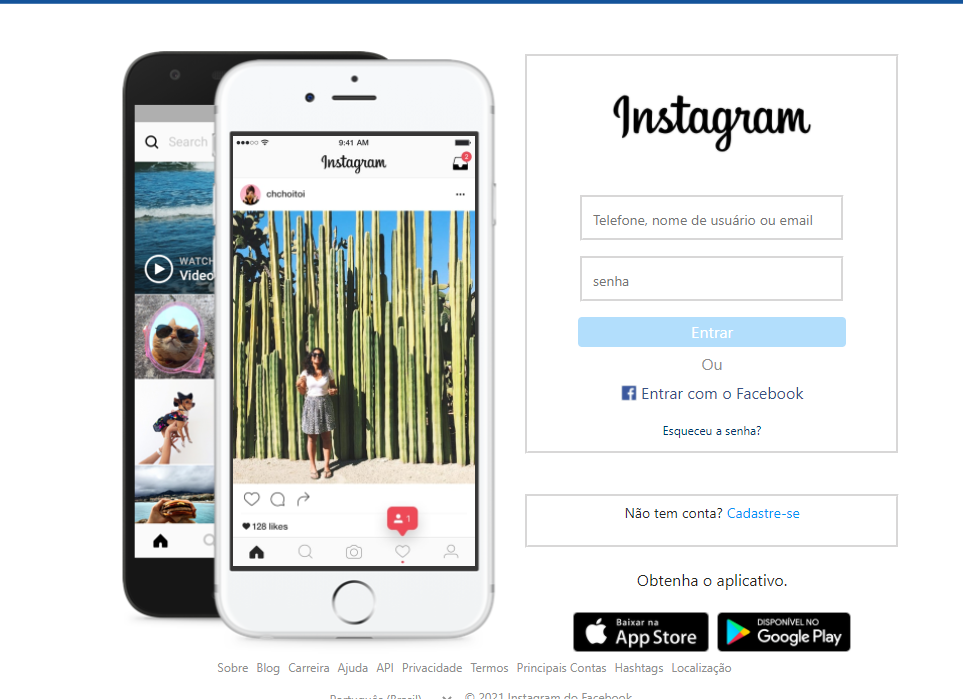 Search
WATCH
Video
9:41 AM
Instagram
2
chchoitoi
128 likes
1
Instagram
Telefone, nome de usuário ou email
senha
Entrar
Ou
Entrar com o Facebook
Esqueceu a senha?
Não tem conta? Cadastre-se
Obtenha o aplicativo.
Baixar na
App Store
DISPONÍVEL NO
Google Play
Sobre Blog Carreira Ajuda API Privacidade Termos Principais Contas Hashtags Localização
Português (Brasil) © 2021 Instagram do Facebook